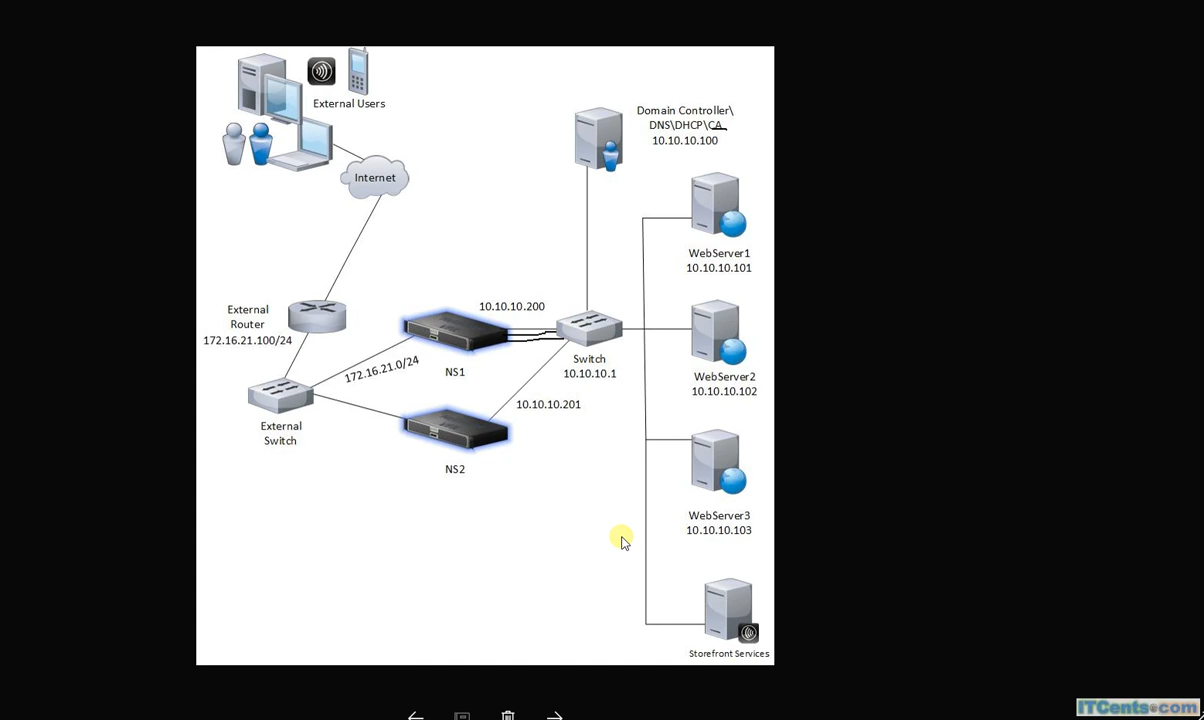 External Users
Domain Controller\
DNS\DHCP\CA
10.10.10.100
Internet
WebServer1
10.10.10.101
10.10.10.200
External
Router
172.16.21.100/24
172.16.21.0/24
NS1
Switch
10.10.10.1
WebServer2
10.10.10.102
10.10.10.201
External
Switch
NS2
WebServer3
10.10.10.103
Storefront Services
ITCents.com